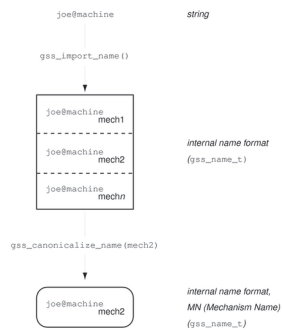 joe@machine string
gss_import_name()
joe@machine
mech1
joe@machine
mech2
internal name format
(gss_name_t)
joe@machine
mechn
gss_canonicalize_name(mech2)
joe@machine
mech2
internal name format,
MN (Mechanism Name)
(gss_name_t)